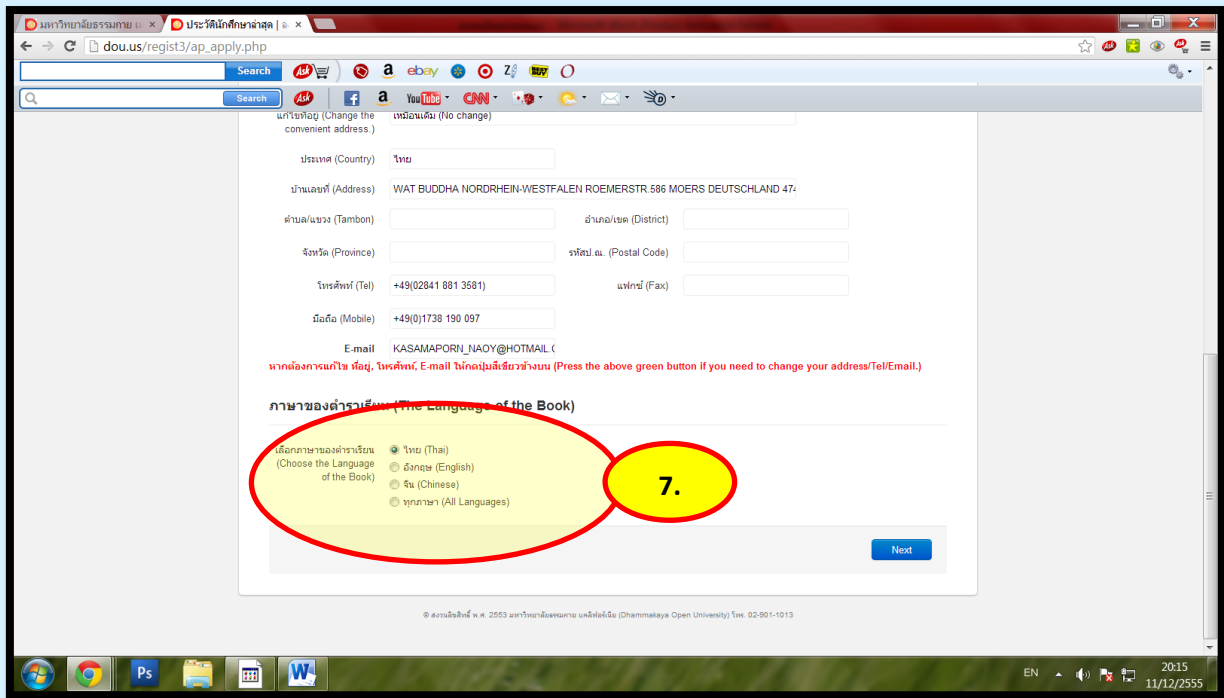 มหาวิทยาลัยธรรมกาย
ประวัตินักศึกษาล่าสุด
dou.us/regist3/ap_apply.php
Search Ask a ebay BEST BUY
Search Ask f a YouTube CNN
แก้ไขที่อยู่ (Change the convenient address.) เหมือนเดิม (No change)
ประเทศ (Country) ไทย
บ้านเลขที่ (Address) WAT BUDDHA NORDRHEIN-WESTFALEN ROEMERSTR.586 MOERS DEUTSCHLAND 474
ตำบล/แขวง (Tambon) อำเภอ/เขต (District)
จังหวัด (Province) รหัสป.ณ. (Postal Code)
โทรศัพท์ (Tel) +49(02841 881 3581) แฟกซ์ (Fax)
มือถือ (Mobile) +49(0)1738 190 097
E-mail KASAMAPORN_NAOY@HOTMAIL.C
หากต้องการแก้ไข ที่อยู่, โทรศัพท์, E-mail ให้กดปุ่มสีเขียวข้างบน (Press the above green button if you need to change your address/Tel/Email.)
ภาษาของตำราเรียน (The Language of the Book)
เลือกภาษาของตำราเรียน
(Choose the Language
of the Book)
ไทย (Thai)
อังกฤษ (English)
จีน (Chinese)
ทุกภาษา (All Languages)
7.
Next
© สงวนลิขสิทธิ์ พ.ศ. 2553 มหาวิทยาลัยธรรมกาย แคลิฟอร์เนีย (Dhammakaya Open University) โทร. 02-901-1013
Ps W EN 20:15
11/12/2555